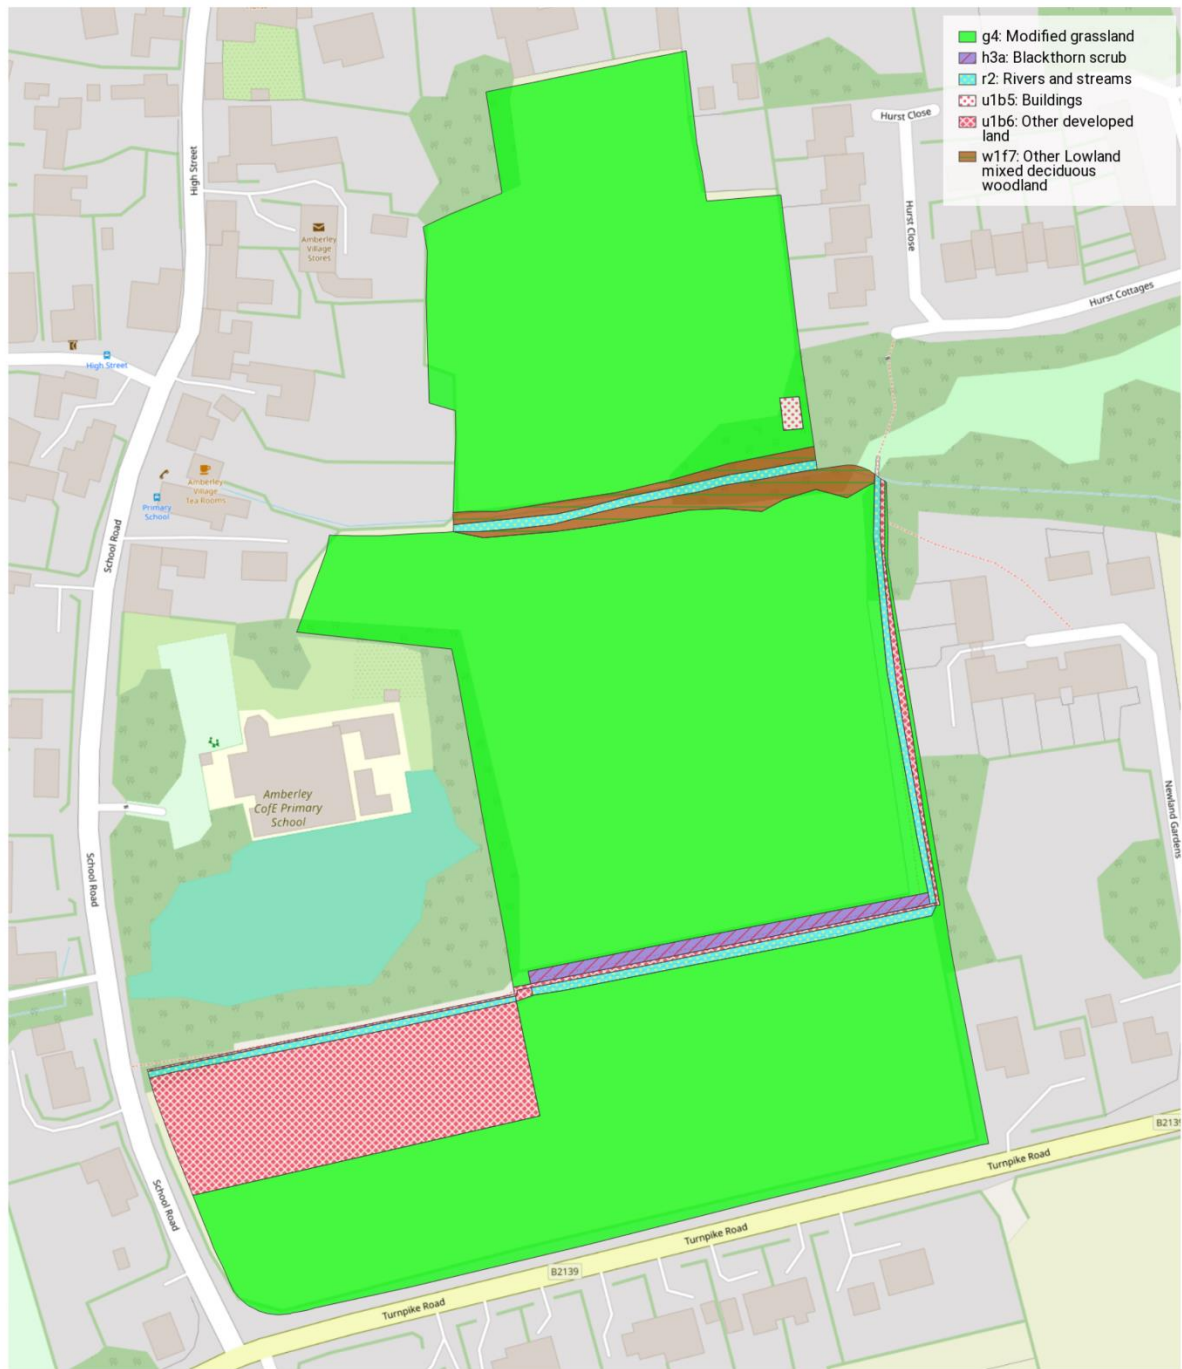 g4: Modified grassland
h3a: Blackthorn scrub
r2: Rivers and streams
u1b5: Buildings
u1b6: Other developed
land
w1f7: Other Lowland
mixed deciduous
woodland
Hurst Close
High Street
Hurst Close
Amberley
Village
Stores
Hurst Cottages
High Street
Amberley
Village
Tea Rooms
Primary
School
School Road
Amberley
CofE Primary
School
Newland Gardens
School Road
B2139
Turnpike Road
School Road
Turnpike Road
B2139
Turnpike Road